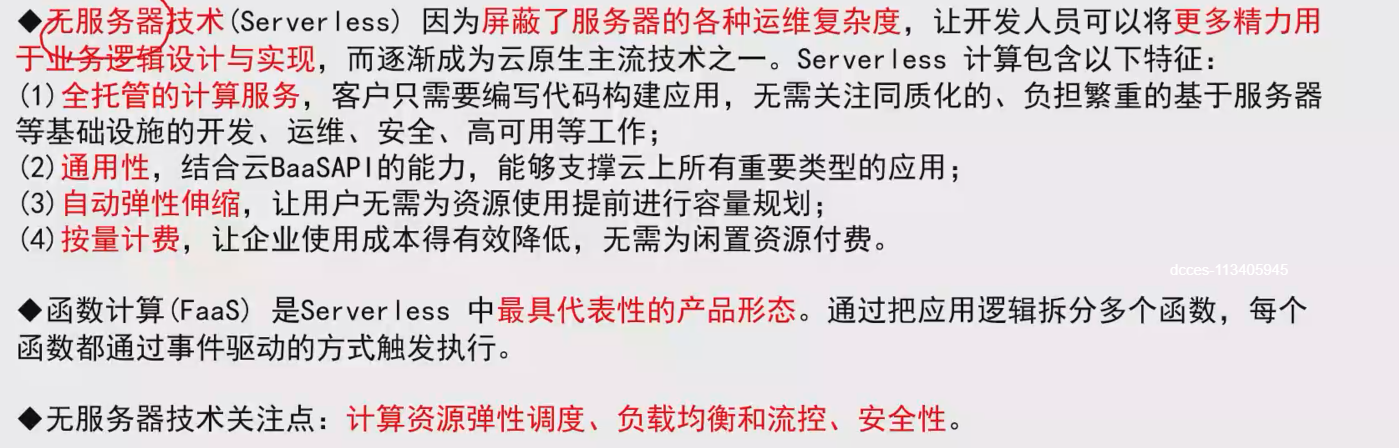 ◆无服务器技术(Serverless) 因为屏蔽了服务器的各种运维复杂度，让开发人员可以将更多精力用
于业务逻辑设计与实现，而逐渐成为云原生主流技术之一。Serverless 计算包含以下特征：
(1)全托管的计算服务，客户只需要编写代码构建应用，无需关注同质化的、负担繁重的基于服务器
等基础设施的开发、运维、安全、高可用等工作；
(2)通用性，结合云BaaSAPI的能力，能够支撑云上所有重要类型的应用；
(3)自动弹性伸缩，让用户无需为资源使用提前进行容量规划；
(4)按量计费，让企业使用成本得有效降低，无需为闲置资源付费。
dcces-113405945
◆函数计算(FaaS) 是Serverless 中最具代表性的产品形态。通过把应用逻辑拆分多个函数，每个
函数都通过事件驱动的方式触发执行。
◆无服务器技术关注点：计算资源弹性调度、负载均衡和流控、安全性。